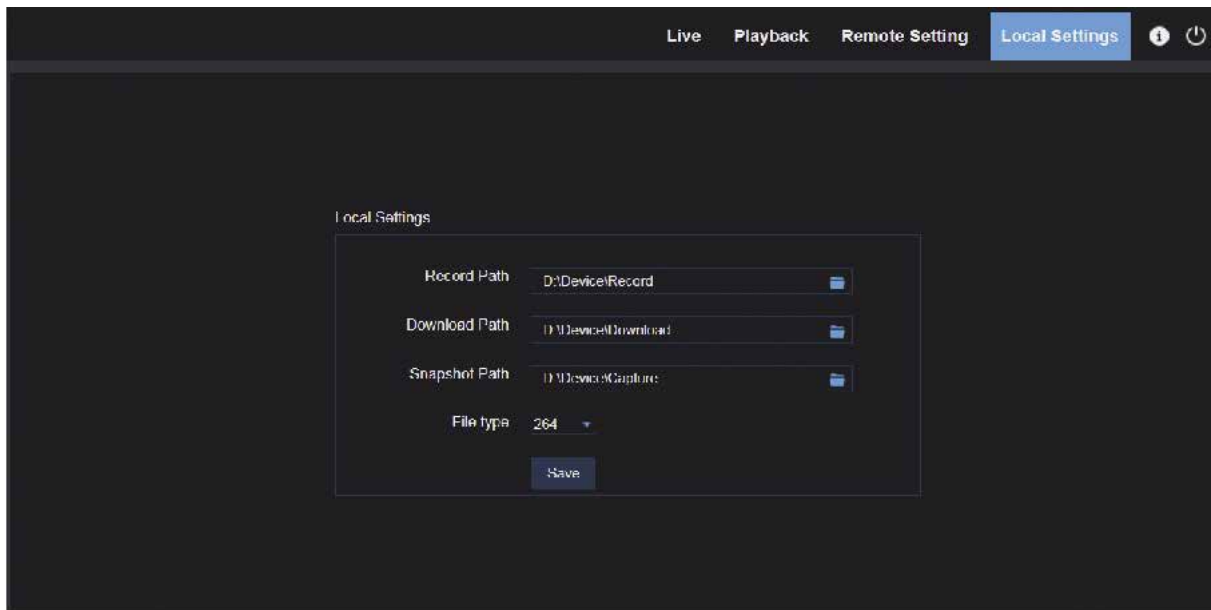 Live Playback Remote Setting Local Settings
Local Settings
Record Path D:\Device\Record
Download Path D:\Device\Download
Snapshot Path D:\Device\Capture
File type 264
Save